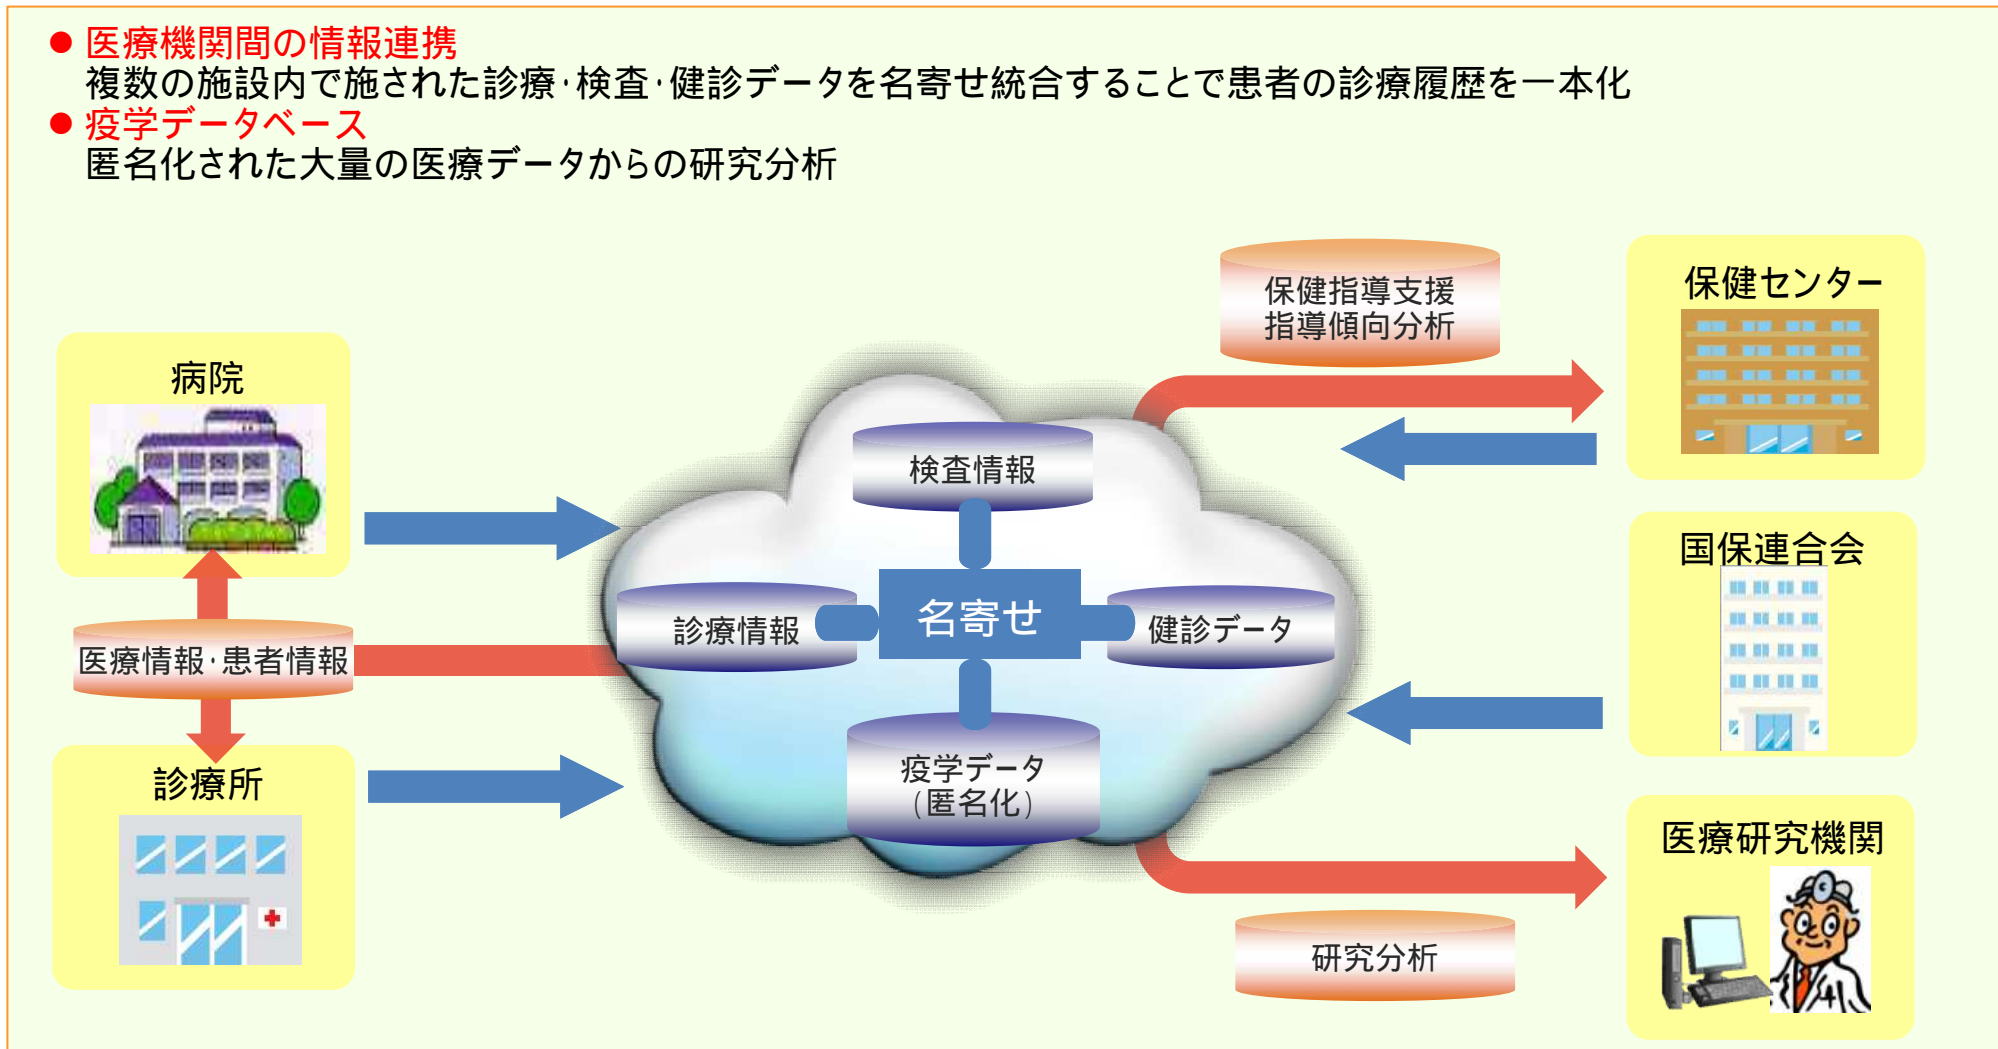 ● 医療機関間の情報連携
複数の施設内で施された診療・検査・健診データを名寄せ統合することで患者の診療履歴を一本化
● 疫学データベース
匿名化された大量の医療データからの研究分析
保健指導支援
指導傾向分析
保健センター
病院
検査情報
国保連合会
診療情報
名寄せ
健診データ
医療情報・患者情報
疫学データ
(匿名化)
診療所
医療研究機関
研究分析